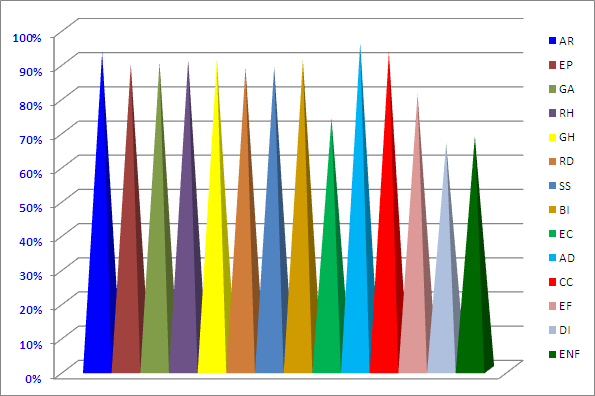 100%
90%
80%
70%
60%
50%
40%
30%
20%
10%
0%
AR
EP
GA
RH
GH
RD
SS
BI
EC
AD
CC
EF
DI
ENF